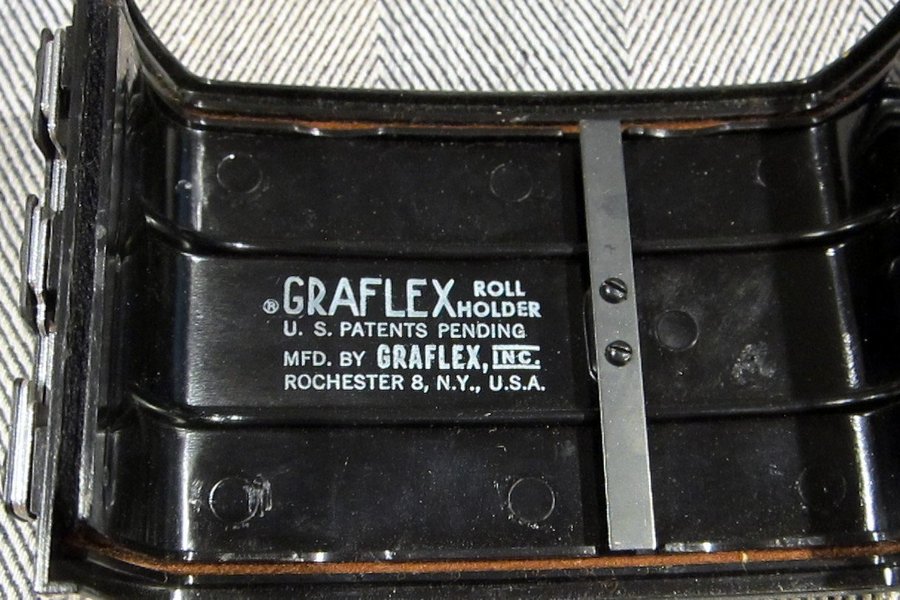 ® GRAFLEX ROLL HOLDER
U. S. PATENTS PENDING
MFD. BY GRAFLEX, INC.
ROCHESTER 8, N.Y., U.S.A.